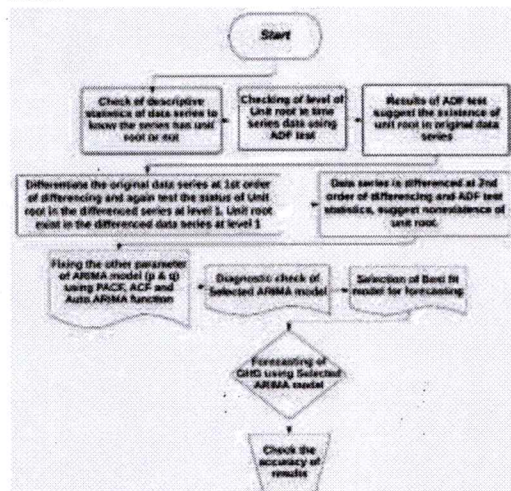 Start
Check of descriptive
statistics of data series to
know the series has unit
root or not
Checking of level of
Unit root in time
series data using
ADF test
Results of ADF test
suggest the existence of
unit root in original data
series
Differentiate the original data series at 1st order
of differencing and again test the status of Unit
root in the differenced series at level 1. Unit root
exist in the differenced data series at level 1
Data series is differenced at 2nd
order of differencing and ADF test
statistics, suggest nonexistence of
unit root.
Fixing the other parameter
of ARIMA model (p & q)
using PACF, ACF and
Auto ARIMA function
Diagnostic check of
Selected ARIMA model
Selection of Best fit
model for forecasting
Forecasting of
GHG using Selected
ARIMA model
Check the
accuracy of
results